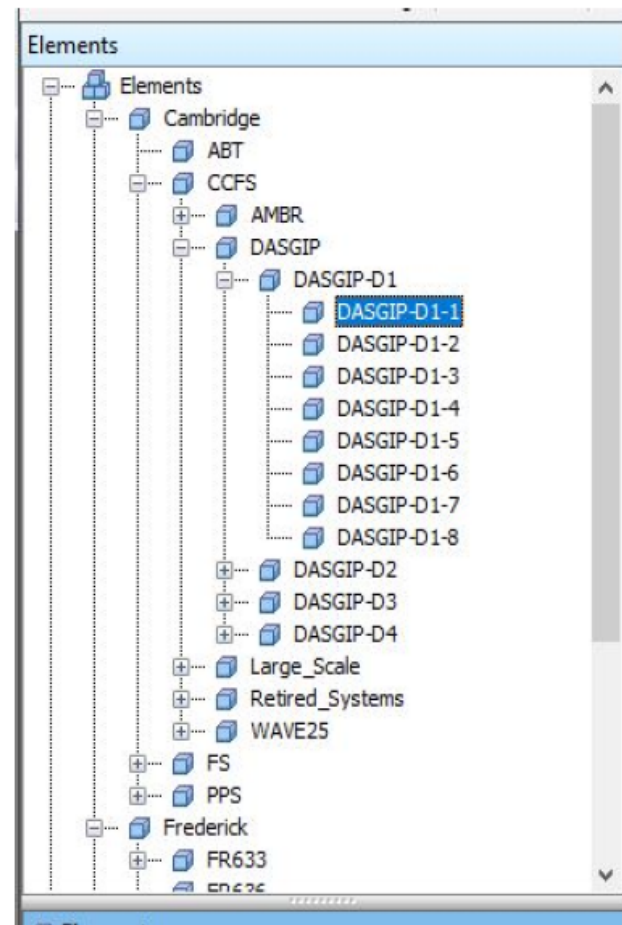 Elements
Elements
Cambridge
ABT
CCFS
AMBR
DASGIP
DASGIP-D1
DASGIP-D1-1
DASGIP-D1-2
DASGIP-D1-3
DASGIP-D1-4
DASGIP-D1-5
DASGIP-D1-6
DASGIP-D1-7
DASGIP-D1-8
DASGIP-D2
DASGIP-D3
DASGIP-D4
Large_Scale
Retired_Systems
WAVE25
FS
PPS
Frederick
FR633